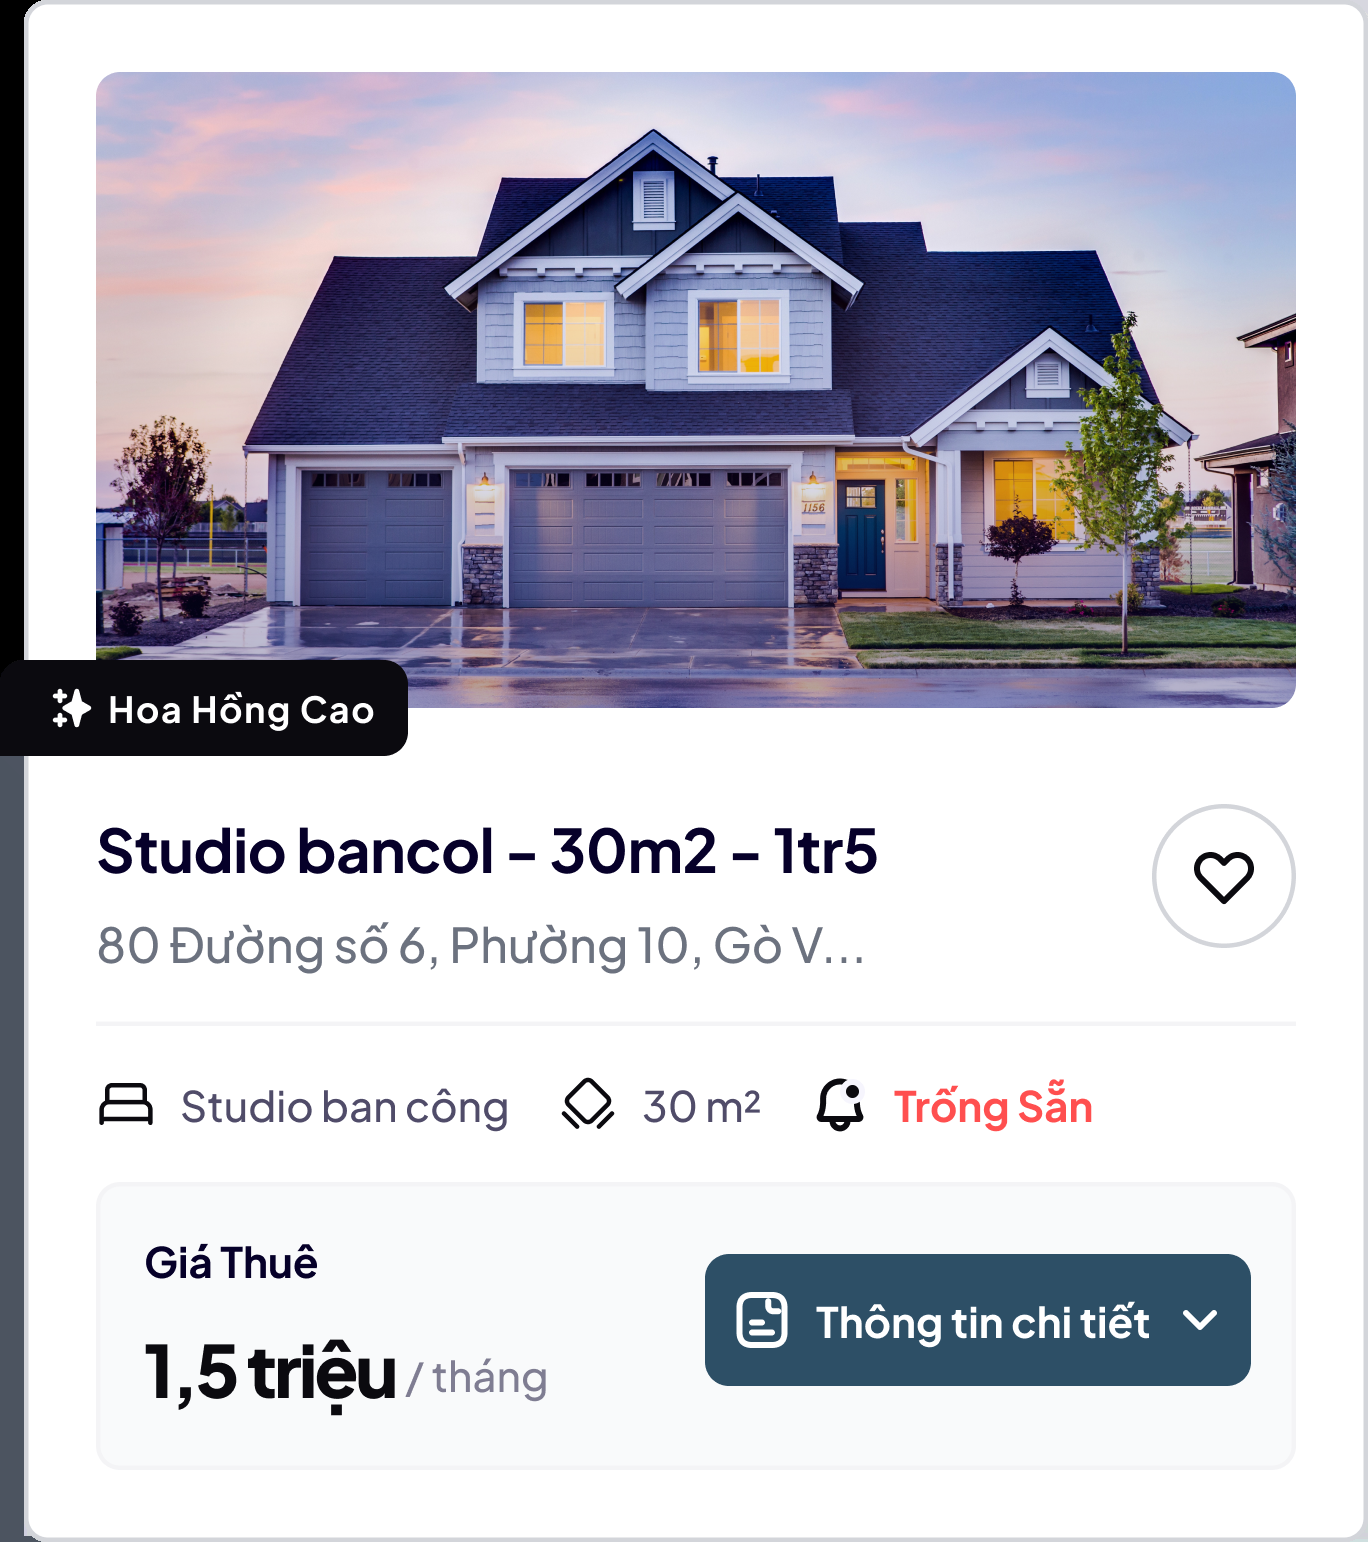 1156
Hoa Hồng Cao
Studio bancol - 30m2 - 1tr5
80 Đường số 6, Phường 10, Gò V...
Studio ban công
30 m²
Trống Sẵn
Giá Thuê
1,5 triệu / tháng
Thông tin chi tiết